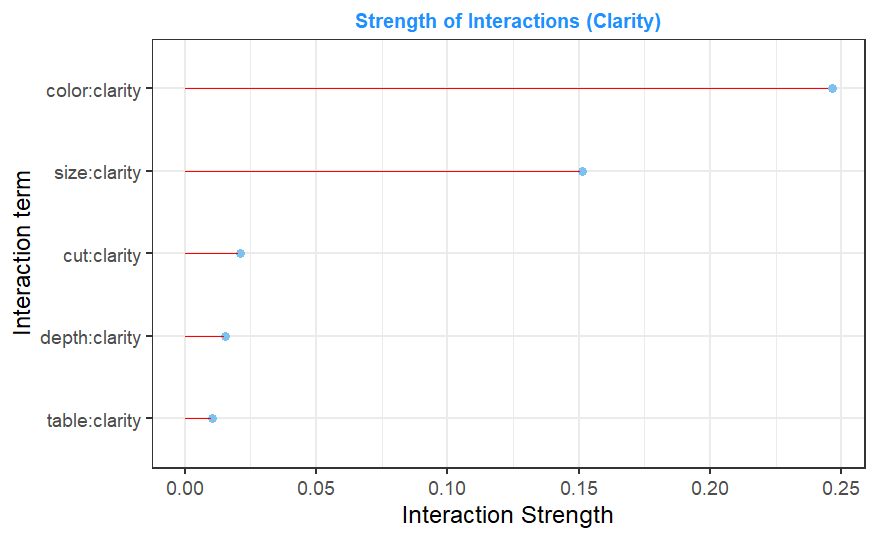 Strength of Interactions (Clarity)
Interaction term
color:clarity
size:clarity
cut:clarity
depth:clarity
table:clarity
0.00 0.05 0.10 0.15 0.20 0.25
Interaction Strength